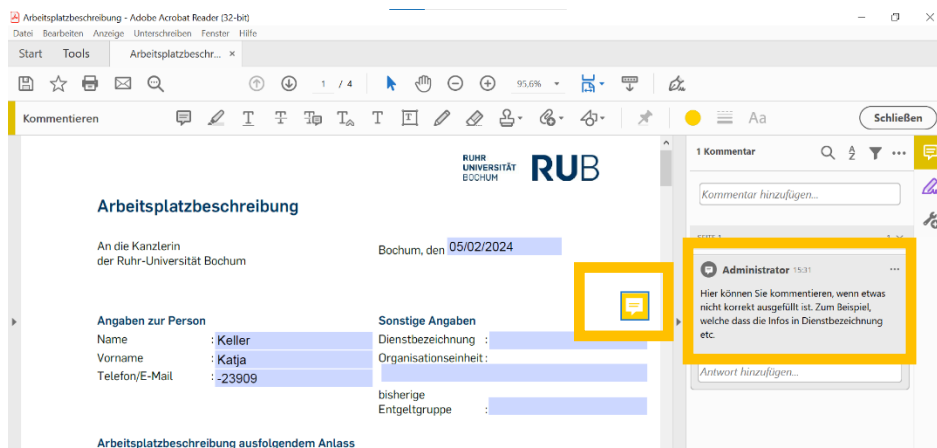 Arbeitsplatzbeschreibung - Adobe Acrobat Reader (32-bit)
Datei Bearbeiten Anzeige Unterschreiben Fenster Hilfe
Start Tools Arbeitsplatzbeschr... ×
1 / 4 95,6%
Kommentieren Aa Schließen
RUHR
UNIVERSITÄT
BOCHUM
RUB
Arbeitsplatzbeschreibung
An die Kanzlerin
der Ruhr-Universität Bochum
Bochum, den 05/02/2024
Angaben zur Person
Name : Keller
Vorname : Katja
Telefon/E-Mail : -23909
Sonstige Angaben
Dienstbezeichnung :
Organisationseinheit :
bisherige
Entgeltgruppe :
Arbeitsplatzbeschreibung ausfolgendem Anlass
1 Kommentar
Kommentar hinzufügen...
SEITE 1 1
Administrator 15:31
Hier können Sie kommentieren, wenn etwas
nicht korrekt ausgefüllt ist. Zum Beispiel,
welche dass die Infos in Dienstbezeichnung
etc.
Antwort hinzufügen...